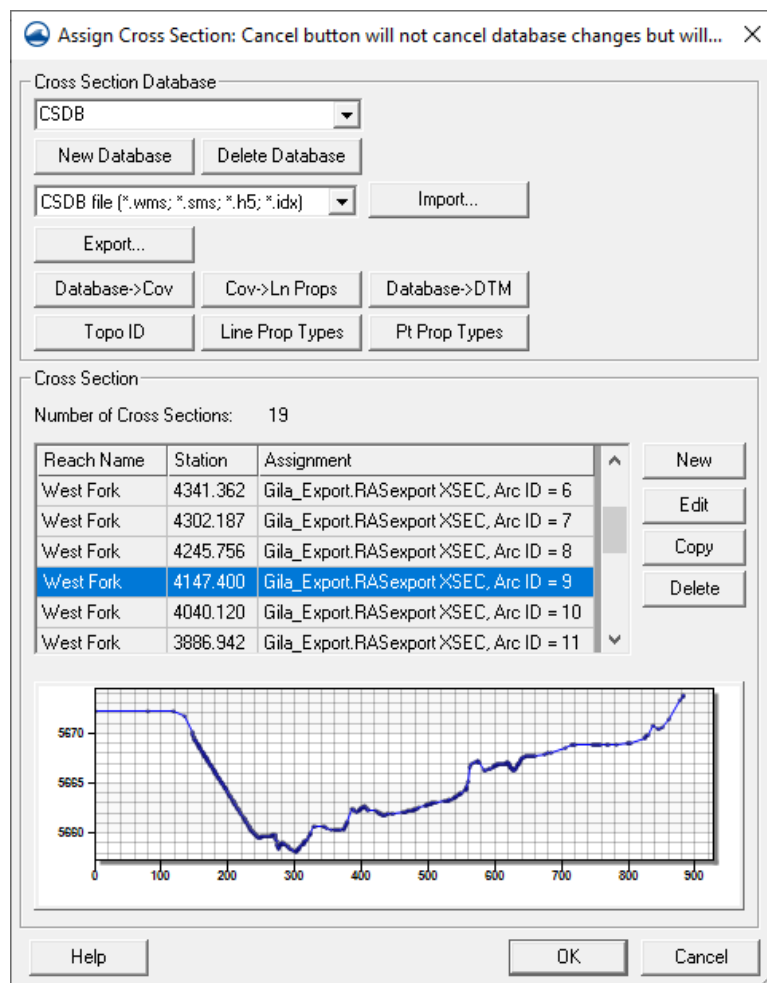 Assign Cross Section: Cancel button will not cancel database changes but will...
Cross Section Database
CSDB
New Database Delete Database
CSDB file (*.wms; *.sms; *.h5; *.idx) Import...
Export...
Database->Cov Cov->Ln Props Database->DTM
Topo ID Line Prop Types Pt Prop Types
Cross Section
Number of Cross Sections: 19
Reach Name Station Assignment New
West Fork 4341.362 Gila_Export.RASexport XSEC, Arc ID = 6
West Fork 4302.187 Gila_Export.RASexport XSEC, Arc ID = 7 Edit
West Fork 4245.756 Gila_Export.RASexport XSEC, Arc ID = 8 Copy
West Fork 4147.400 Gila_Export.RASexport XSEC, Arc ID = 9 Delete
West Fork 4040.120 Gila_Export.RASexport XSEC, Arc ID = 10
West Fork 3886.942 Gila_Export.RASexport XSEC, Arc ID = 11
5670
5665
5660
0 100 200 300 400 500 600 700 800 900
Help OK Cancel